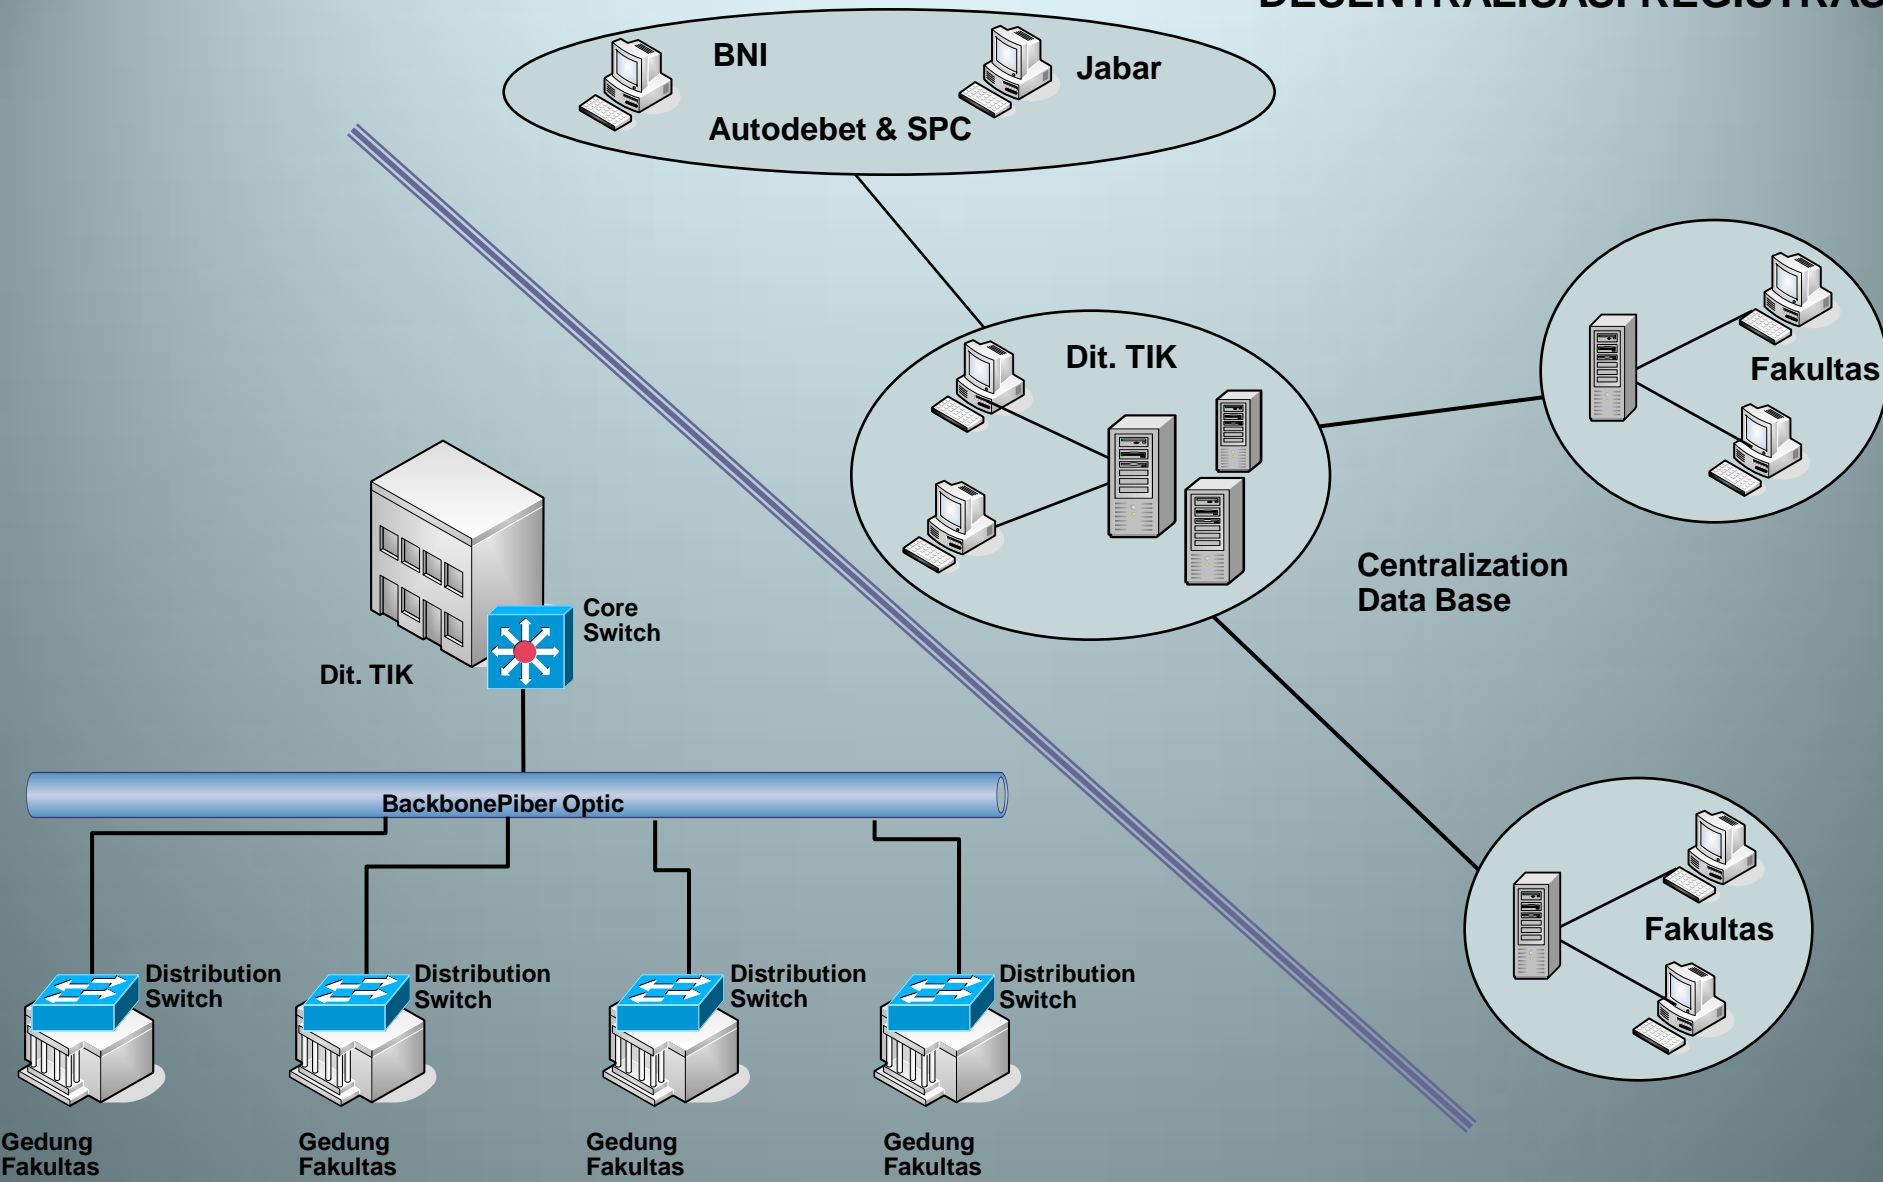 BNI
Jabar
Autodebet & SPC
Dit. TIK
Fakultas
Centralization
Data Base
Core
Switch
Dit. TIK
BackbonePiber Optic
Fakultas
Distribution
Switch
Distribution
Switch
Distribution
Switch
Distribution
Switch
Gedung
Fakultas
Gedung
Fakultas
Gedung
Fakultas
Gedung
Fakultas